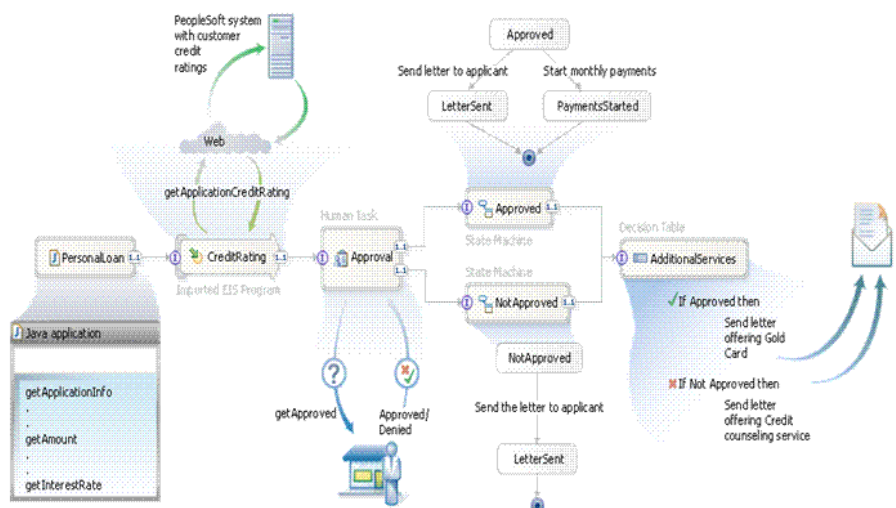 PeopleSoft system
with customer
credit
ratings
Web
getApplicationCreditRating
Approved
Send letter to applicant
Start monthly payments
LetterSent
PaymentsStarted
PersonalLoan
1..1
CreditRating
1..1
Imported EIS Program
Human Task
Approval
1..1
1..1
Approved
1..1
State Machine
State Machine
NotApproved
1..1
Decision Table
AdditionalServices
Java application
getApplicationInfo
.
.
getAmount
.
.
getInterestRate
?
getApproved
Approved/
Denied
NotApproved
Send the letter to applicant
LetterSent
If Approved then
Send letter
offering Gold
Card
If Not Approved then
Send letter
offering Credit
counseling service